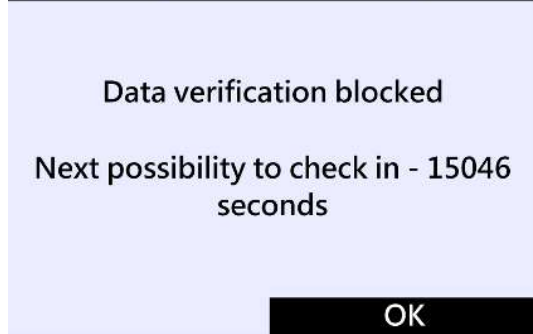 Data verification blocked
Next possibility to check in - 15046
seconds
OK